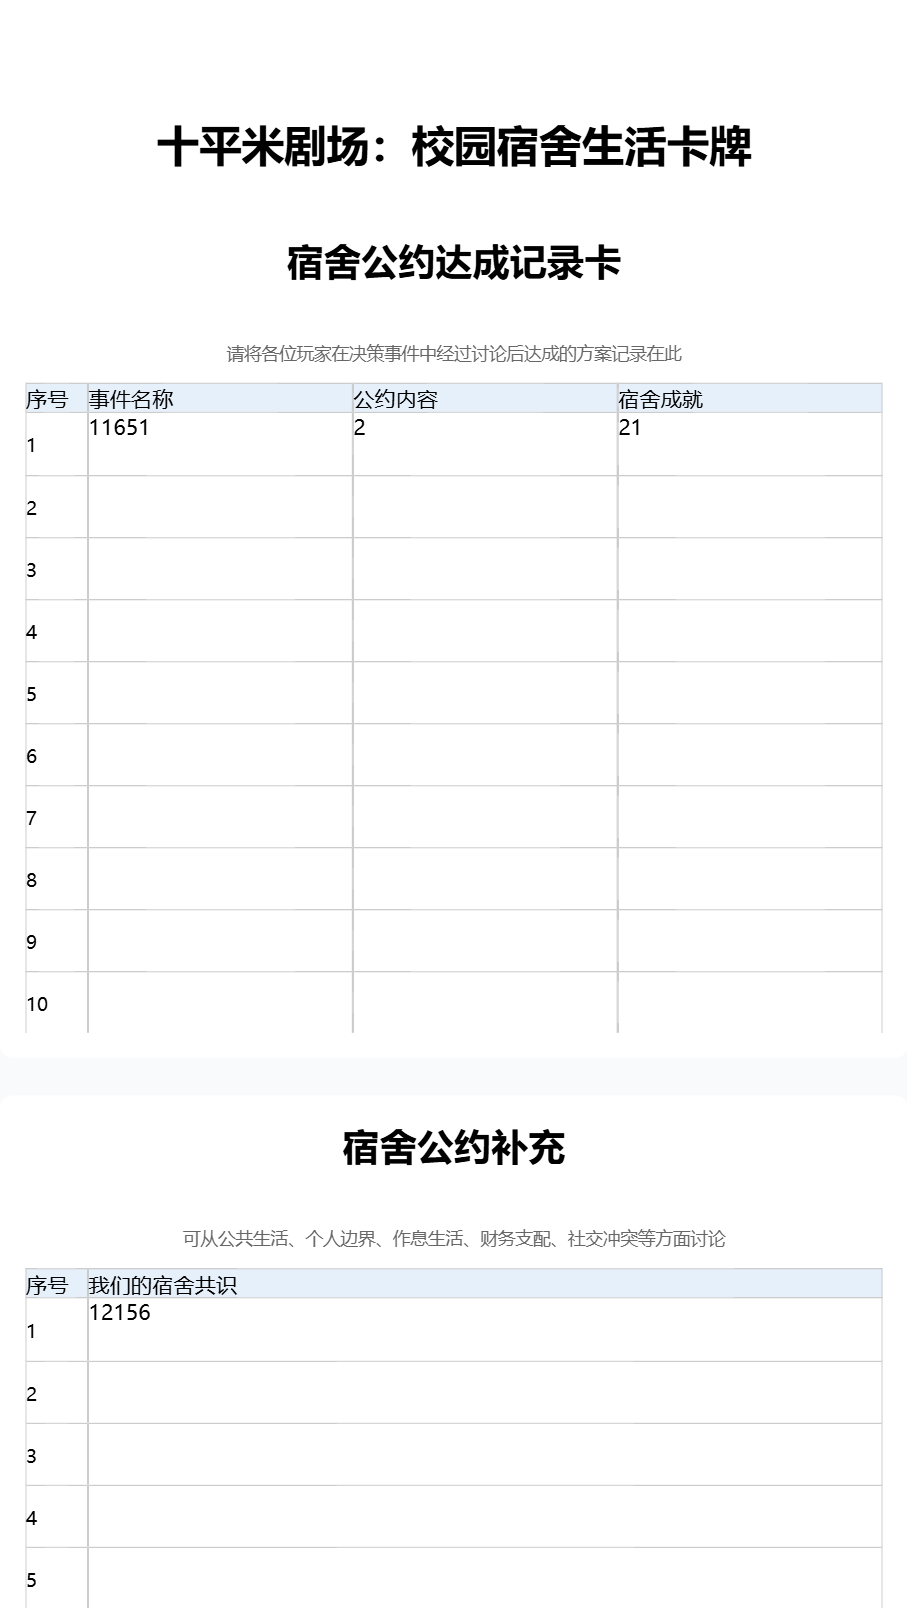 十平米剧场：校园宿舍生活卡牌
宿舍公约达成记录卡
请将各位玩家在决策事件中经过讨论后达成的方案记录在此
序号 事件名称 公约内容 宿舍成就
1 11651 2 21
2
3
4
5
6
7
8
9
10
宿舍公约补充
可从公共生活、个人边界、作息生活、财务支配、社交冲突等方面讨论
序号 我们的宿舍共识
1 12156
2
3
4
5